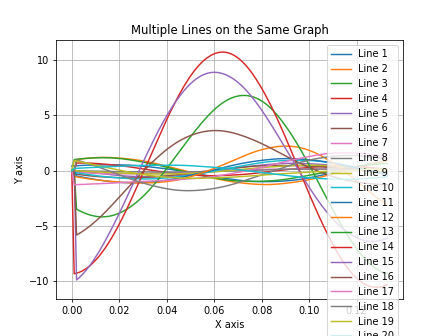 Multiple Lines on the Same Graph
Y axis
10
5
0
−5
−10
0.00
0.02
0.04
0.06
0.08
0.10
X axis
Line 1
Line 2
Line 3
Line 4
Line 5
Line 6
Line 7
Line 8
Line 9
Line 10
Line 11
Line 12
Line 13
Line 14
Line 15
Line 16
Line 17
Line 18
Line 19
Line 20